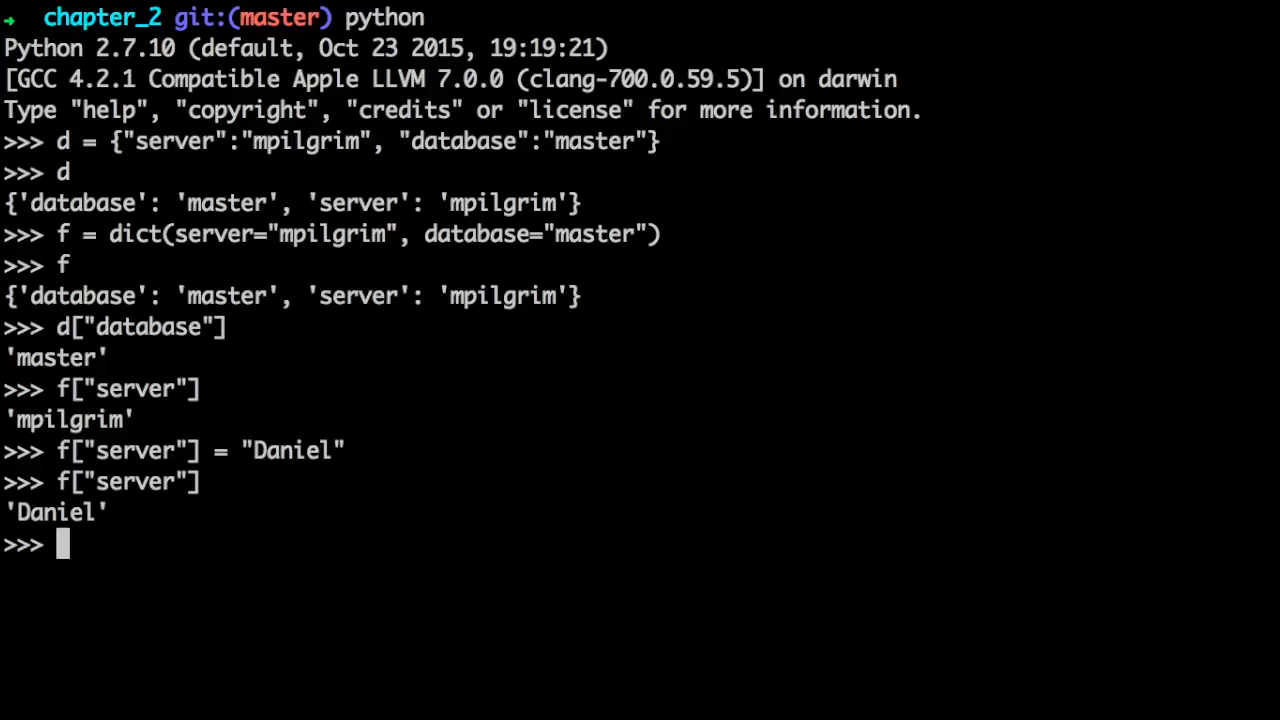 →  chapter_2 git:(master) python
Python 2.7.10 (default, Oct 23 2015, 19:19:21)
[GCC 4.2.1 Compatible Apple LLVM 7.0.0 (clang-700.0.59.5)] on darwin
Type "help", "copyright", "credits" or "license" for more information.
>>> d = {"server":"mpilgrim", "database":"master"}
>>> d
{'database': 'master', 'server': 'mpilgrim'}
>>> f = dict(server="mpilgrim", database="master")
>>> f
{'database': 'master', 'server': 'mpilgrim'}
>>> d["database"]
'master'
>>> f["server"]
'mpilgrim'
>>> f["server"] = "Daniel"
>>> f["server"]
'Daniel'
>>>